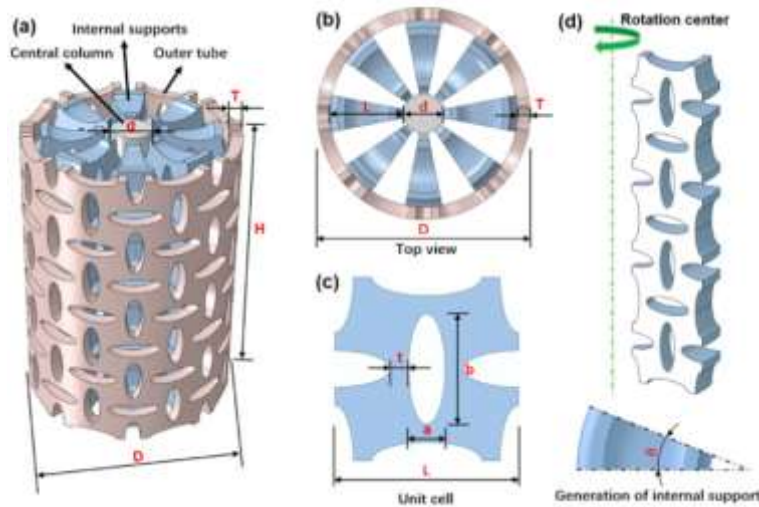 (a)
Internal supports
Central column
Outer tube
T
d
H
D
(b)
L
d
T
D
Top view
(c)
t
b
a
L
Unit cell
(d)
Rotation center
θ
Generation of internal support